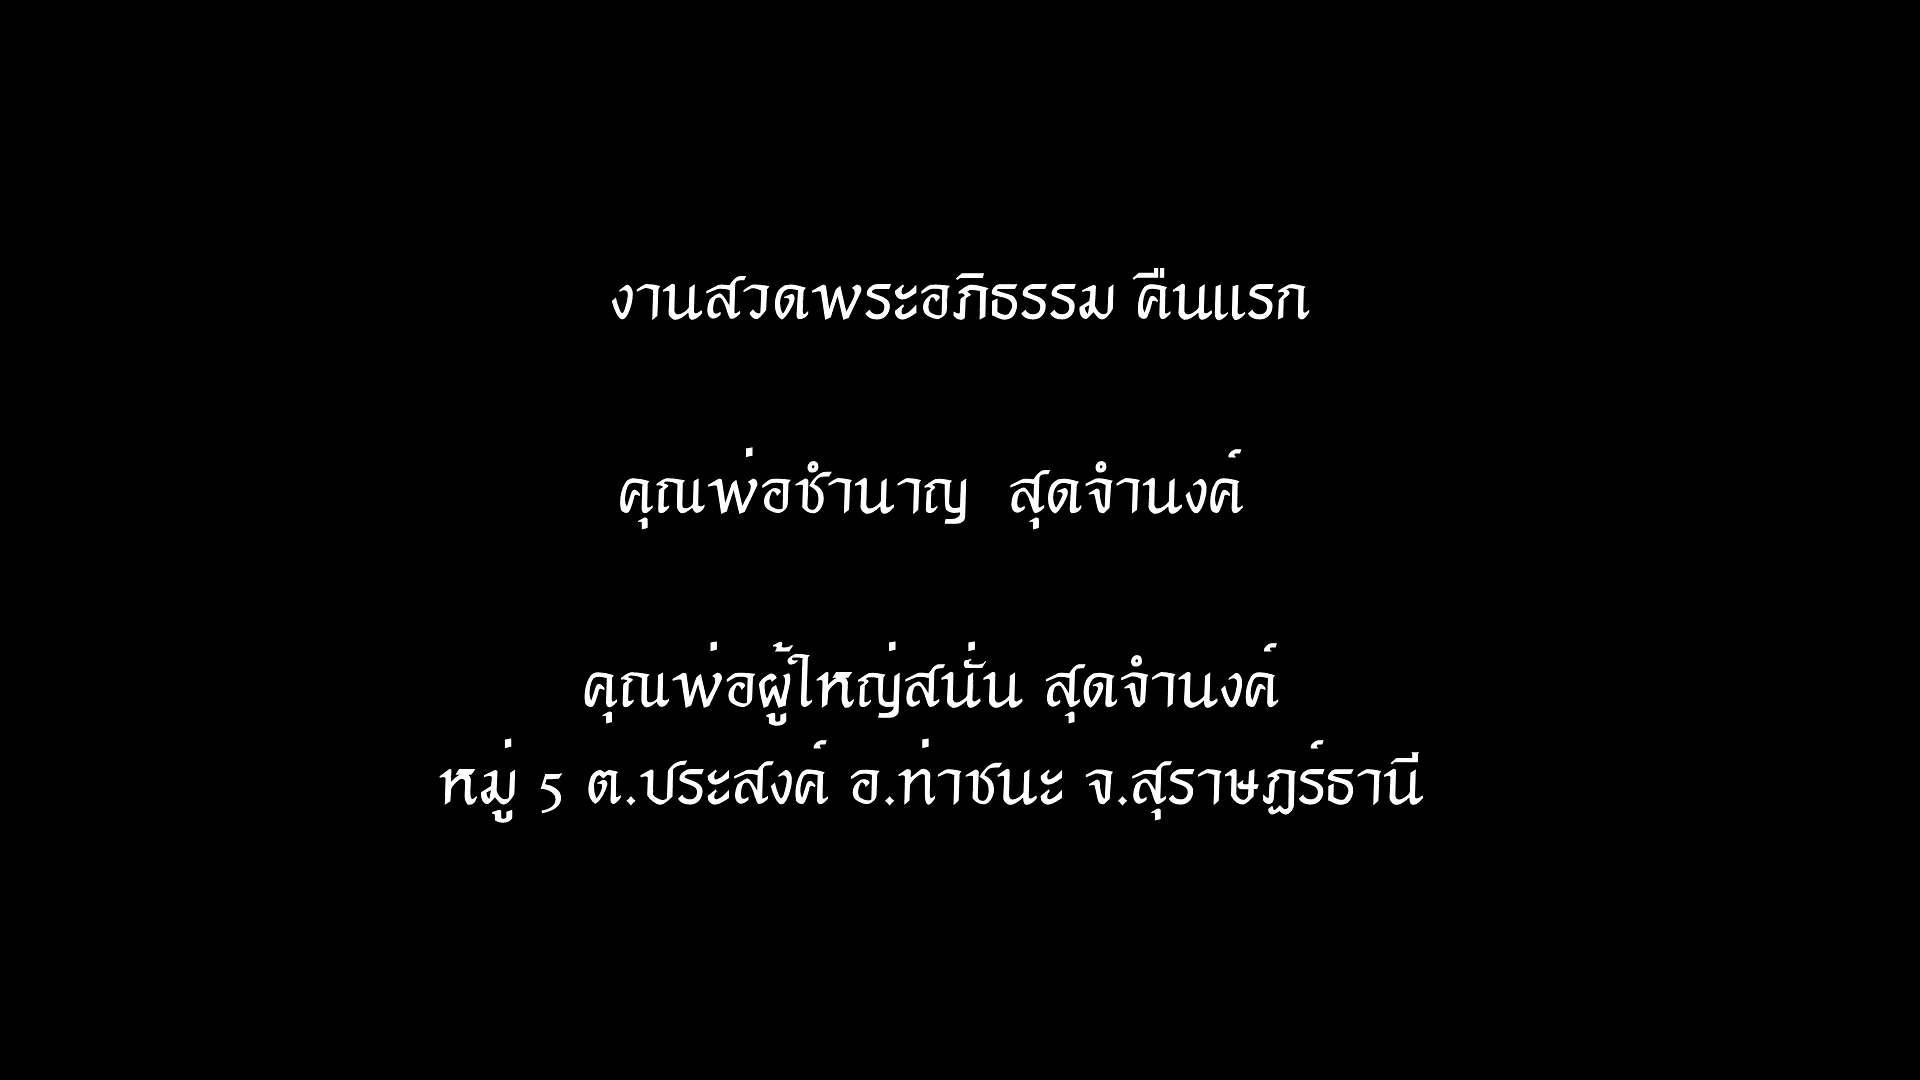 งานสวดพระอภิธรรม คืนแรก
คุณพ่อชำนาญ  สุดจำนงค์
คุณพ่อผู้ใหญ่สนั่น สุดจำนงค์
หมู่ 5 ต.ประสงค์ อ.ท่าชนะ จ.สุราษฏร์ธานี